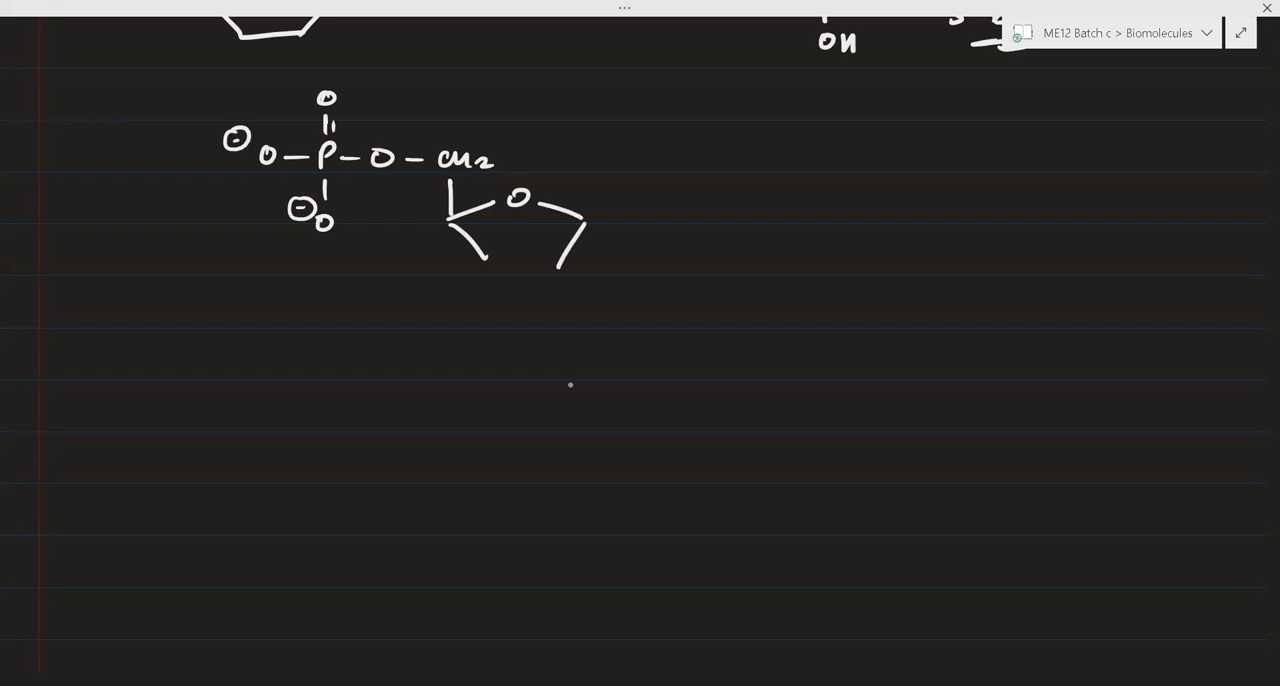 OH
ME12 Batch c > Biomolecules
O
⊖ O - P - O - CH2
O
⊖ O